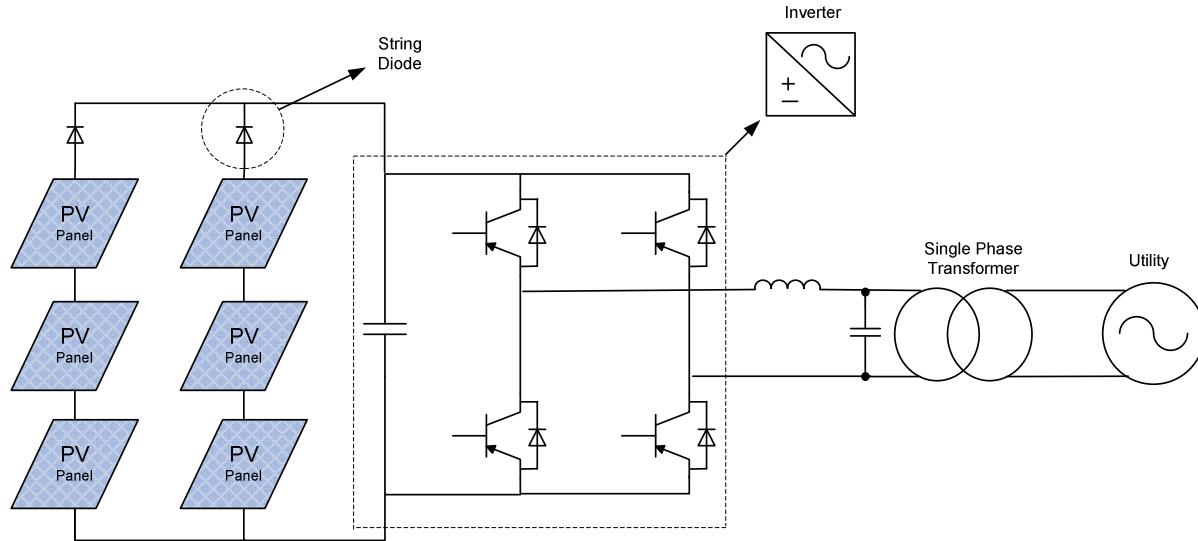 Inverter
String
Diode
+
−
PV
Panel
PV
Panel
PV
Panel
PV
Panel
PV
Panel
PV
Panel
Single Phase
Transformer
Utility